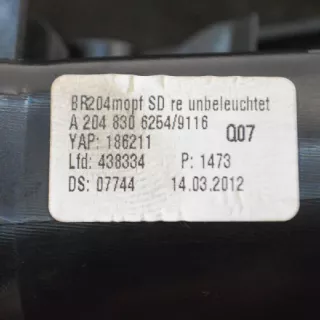 BR204mopf SD re unbeleuchtet
A 204 830 6254/9116 Q07
YAP: 186211
Lfd: 438334 P: 1473
DS: 07744 14.03.2012